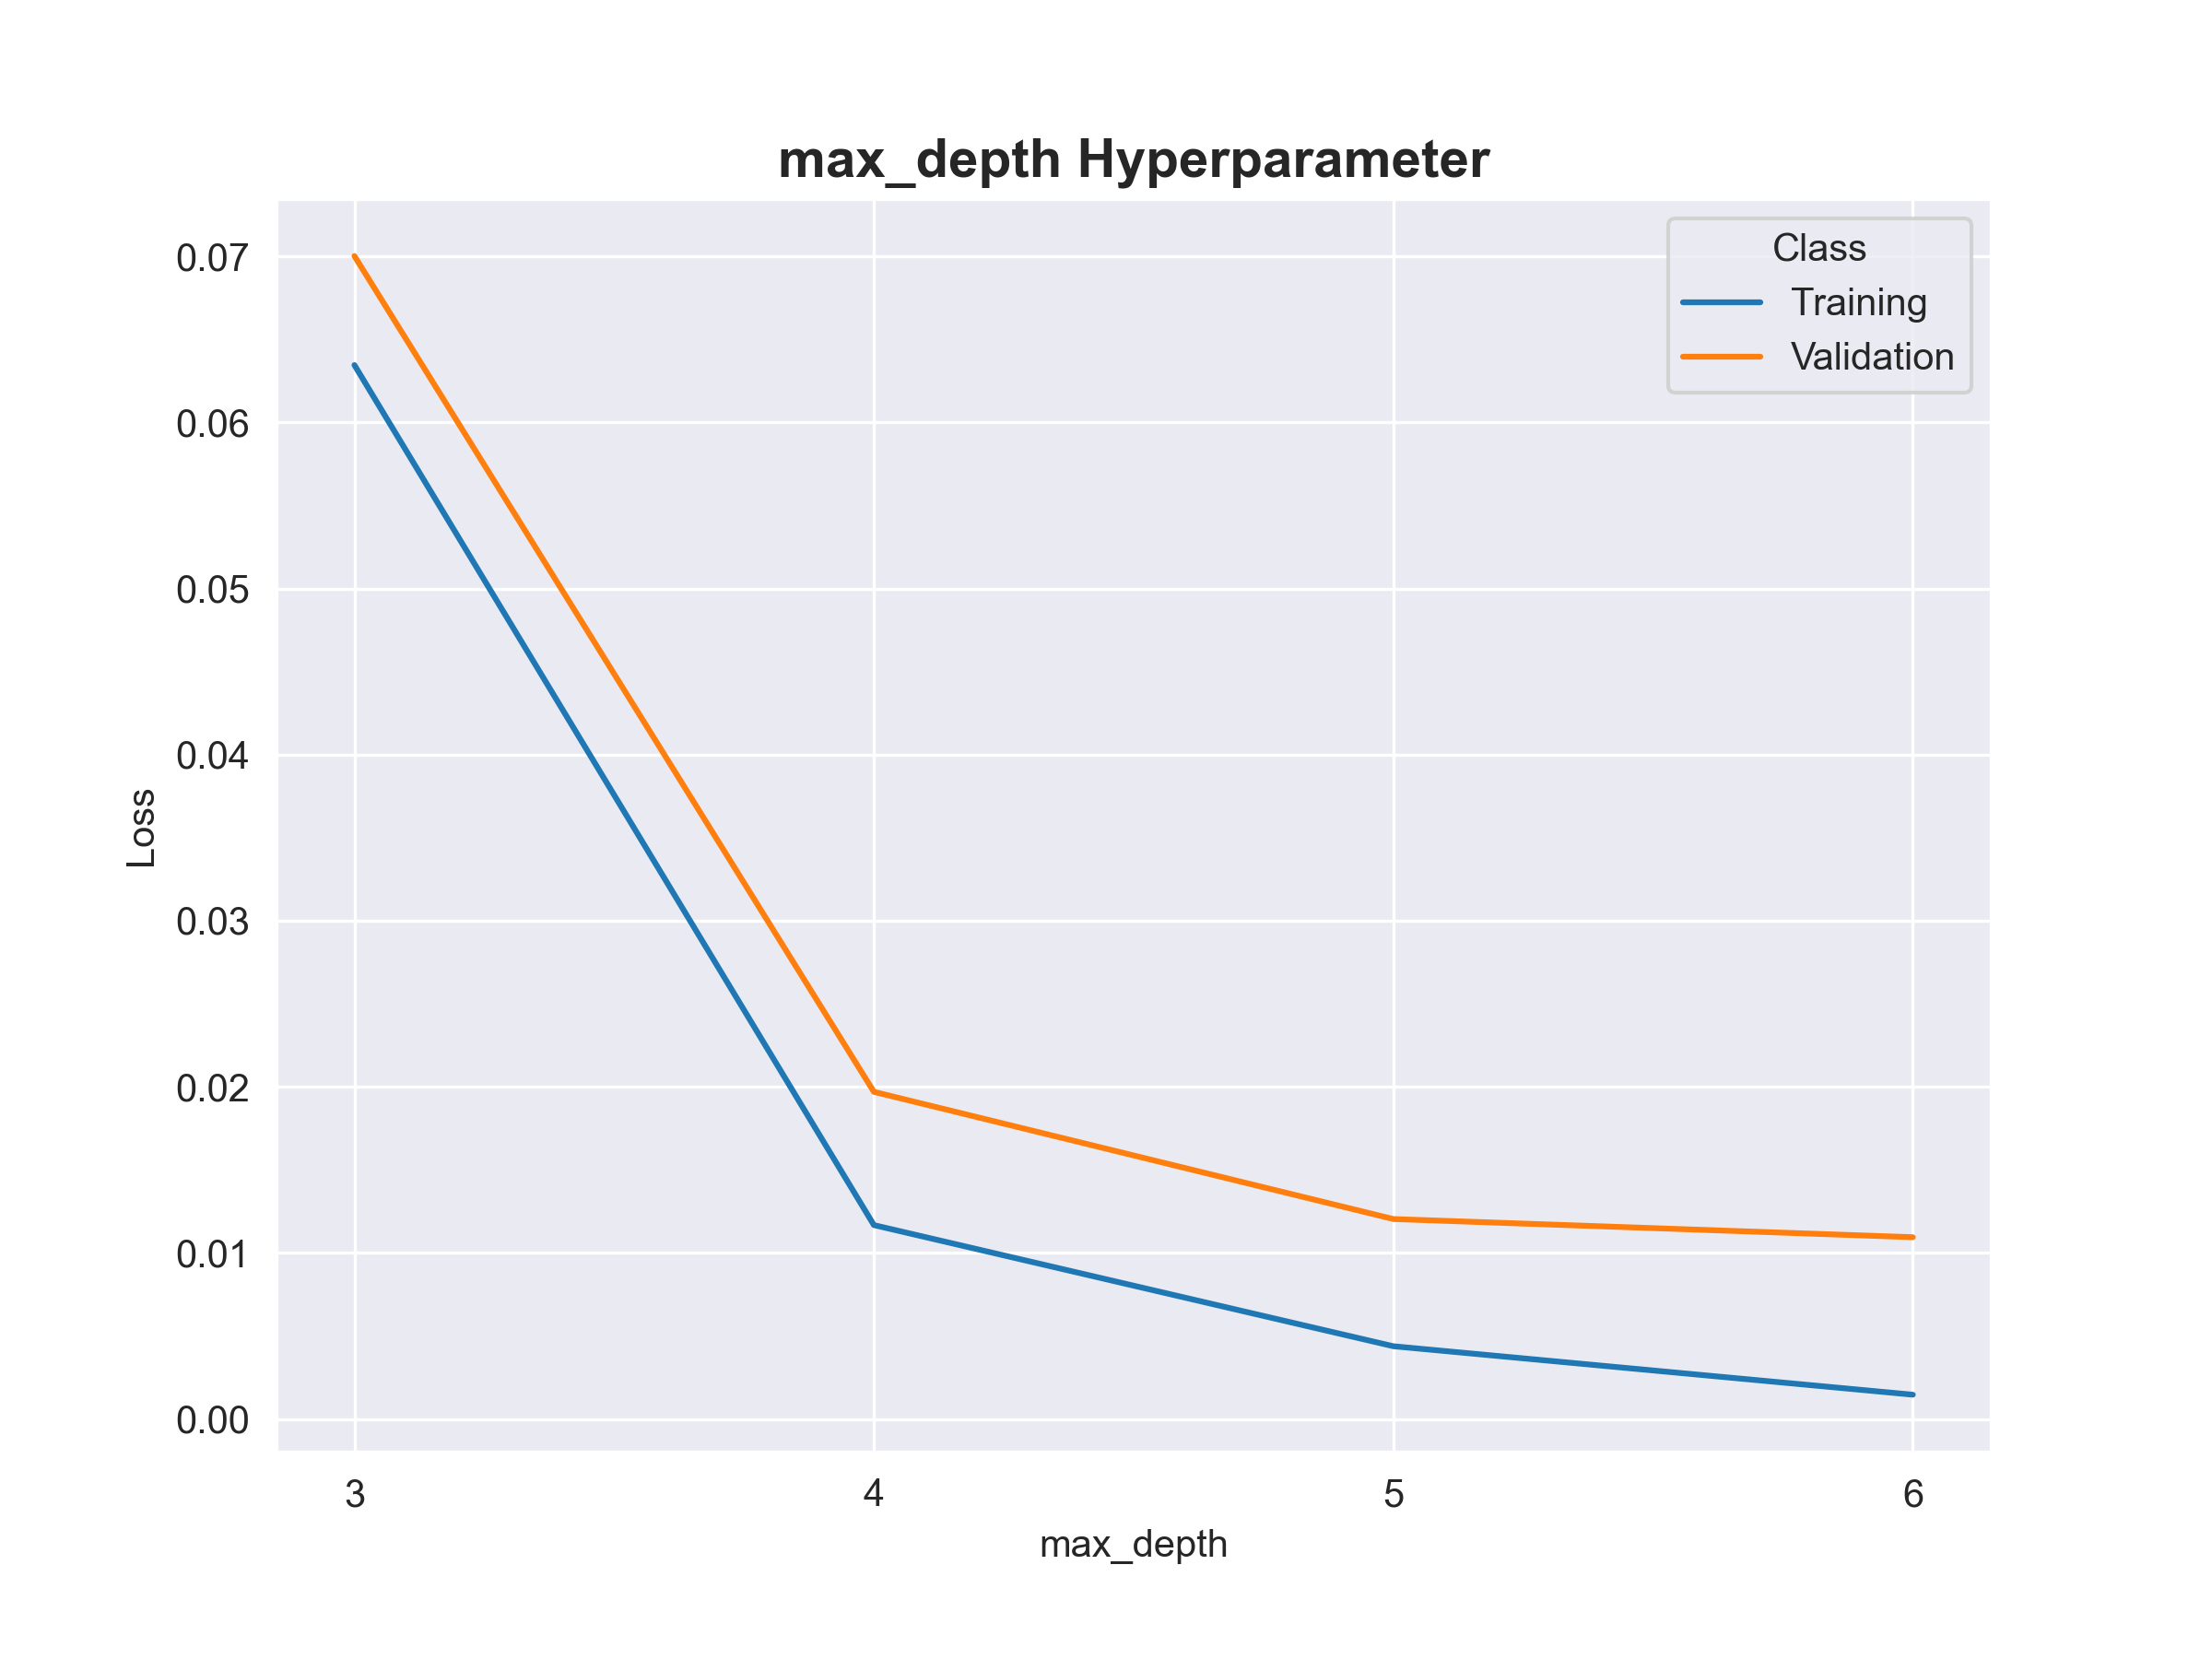 max_depth Hyperparameter
Class
Training
Validation
0.07
0.06
0.05
0.04
0.03
0.02
0.01
0.00
Loss
3 4 5 6
max_depth